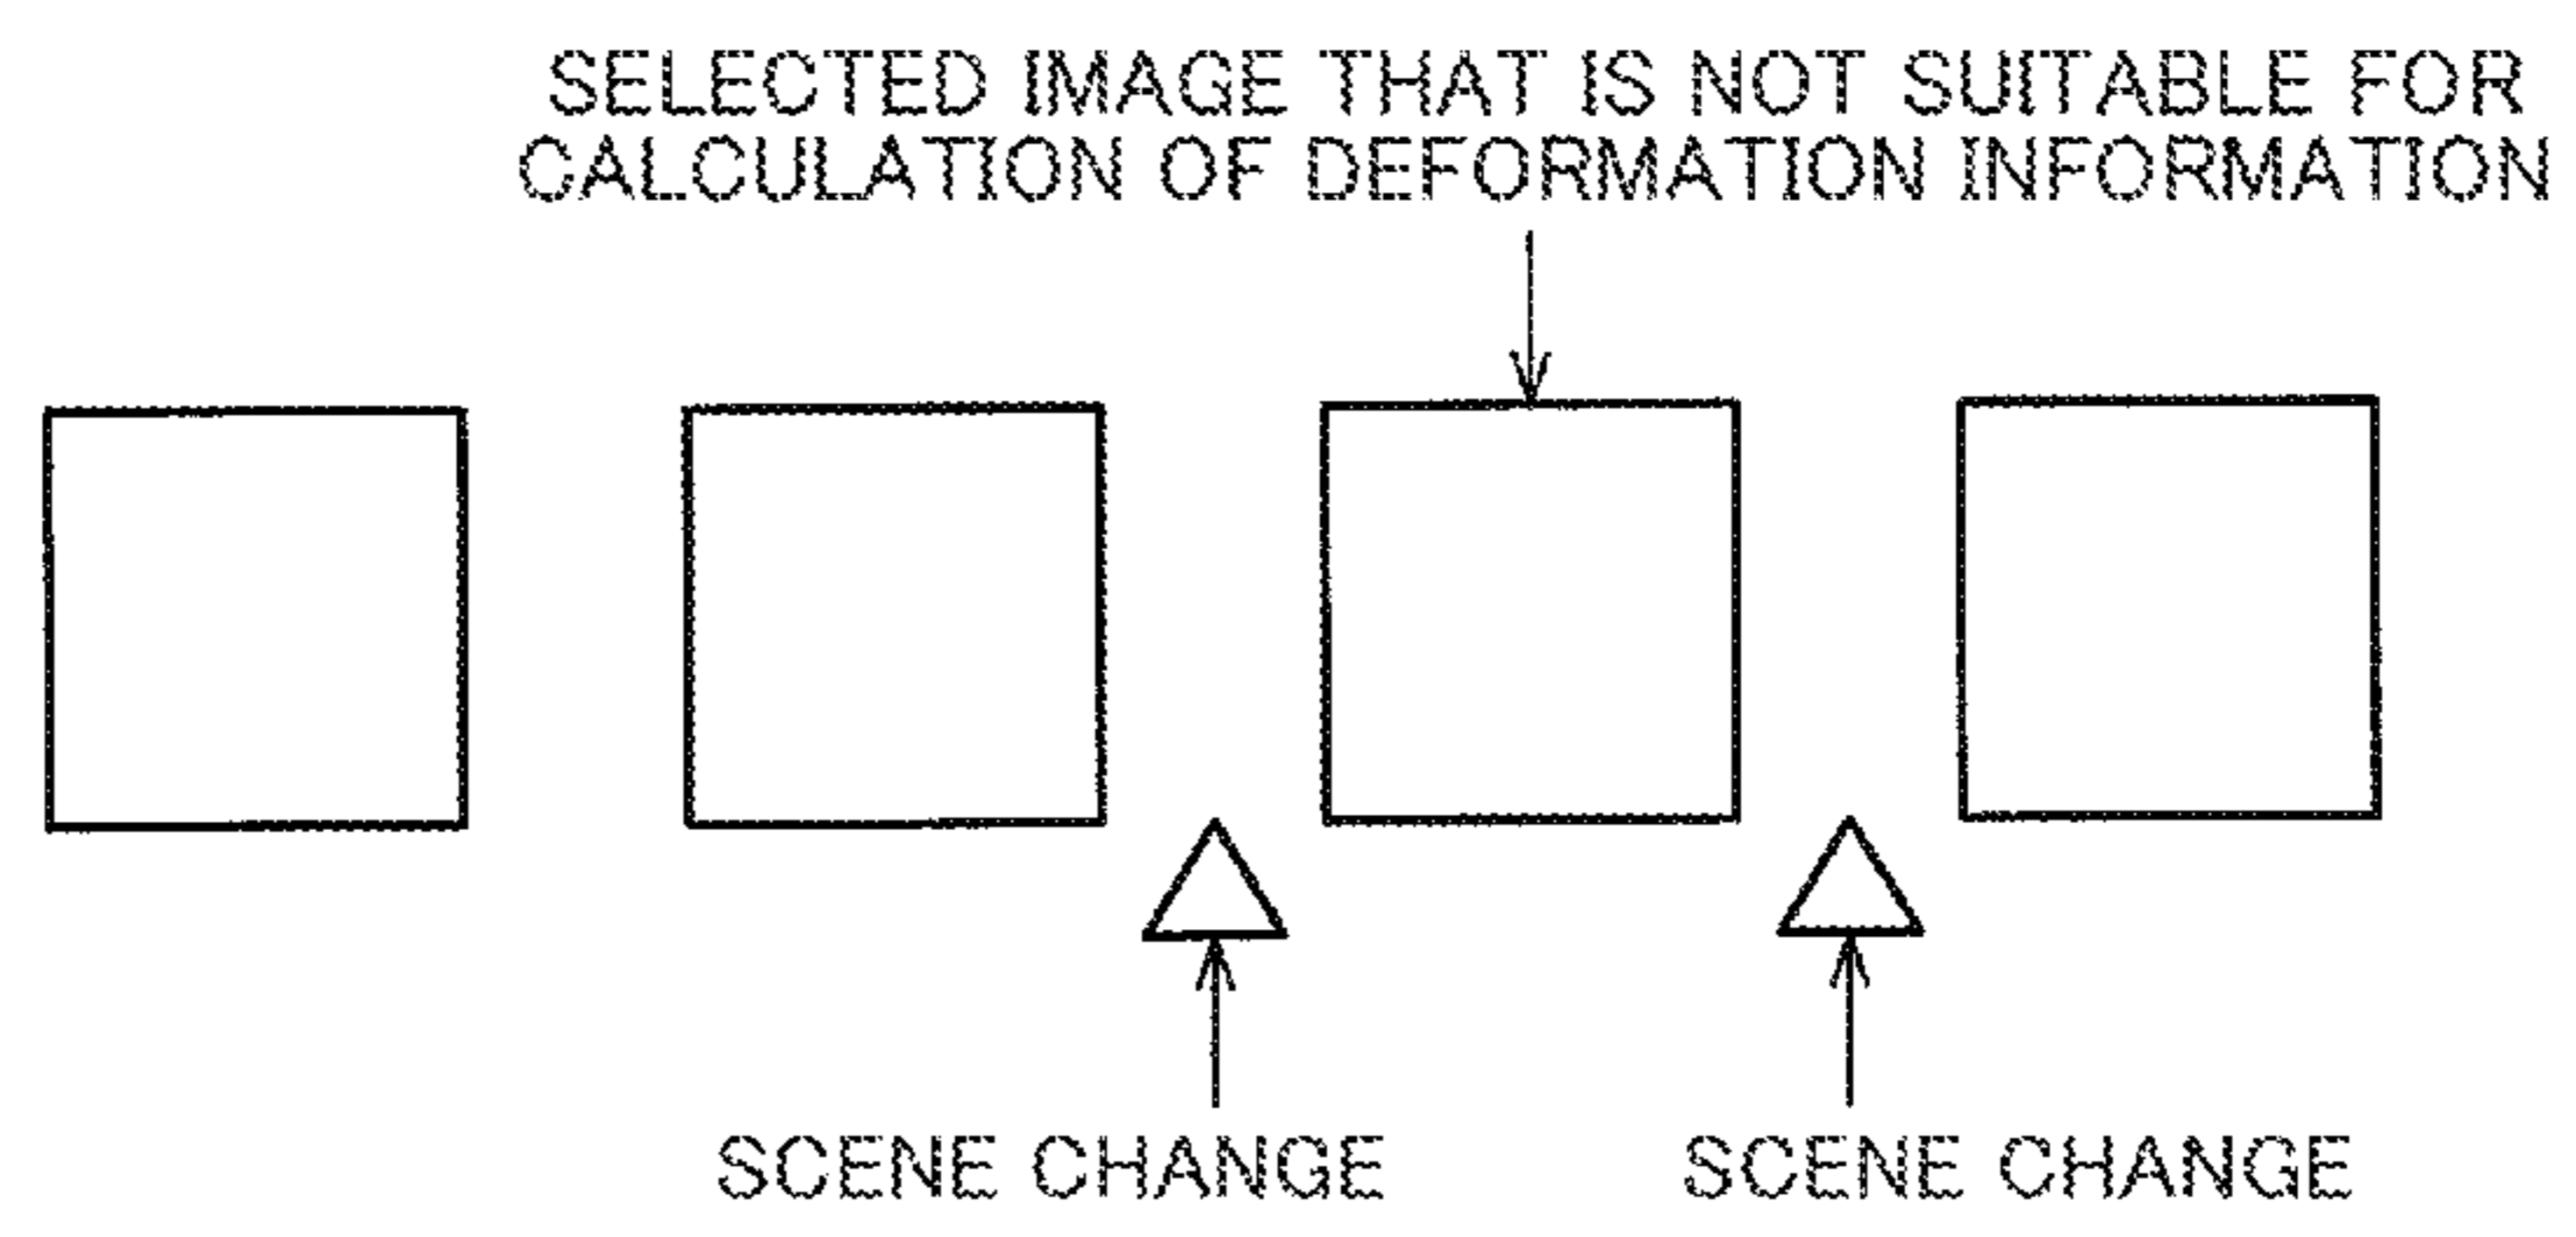 SELECTED IMAGE THAT IS NOT SUITABLE FOR
CALCULATION OF DEFORMATION INFORMATION
SCENE CHANGE
SCENE CHANGE